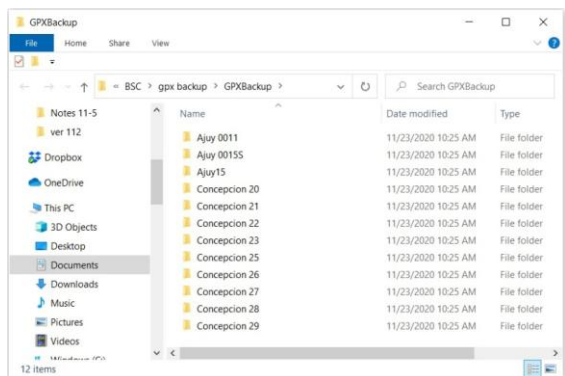 GPXBackup
File Home Share View
« BSC > gpx backup > GPXBackup >
Search GPXBackup
Notes 11-5
ver 112
Dropbox
OneDrive
This PC
3D Objects
Desktop
Documents
Downloads
Music
Pictures
Videos
Name Date modified Type
Ajuy 0011 11/23/2020 10:25 AM File folder
Ajuy 0015S 11/23/2020 10:25 AM File folder
Ajuy15 11/23/2020 10:25 AM File folder
Concepcion 20 11/23/2020 10:25 AM File folder
Concepcion 21 11/23/2020 10:25 AM File folder
Concepcion 22 11/23/2020 10:25 AM File folder
Concepcion 23 11/23/2020 10:25 AM File folder
Concepcion 25 11/23/2020 10:25 AM File folder
Concepcion 26 11/23/2020 10:25 AM File folder
Concepcion 27 11/23/2020 10:25 AM File folder
Concepcion 28 11/23/2020 10:25 AM File folder
Concepcion 29 11/23/2020 10:25 AM File folder
12 items